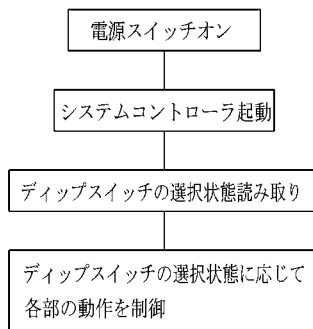 電源スイッチオン
システムコントローラ起動
ディップスイッチの選択状態読み取り
ディップスイッチの選択状態に応じて
各部の動作を制御